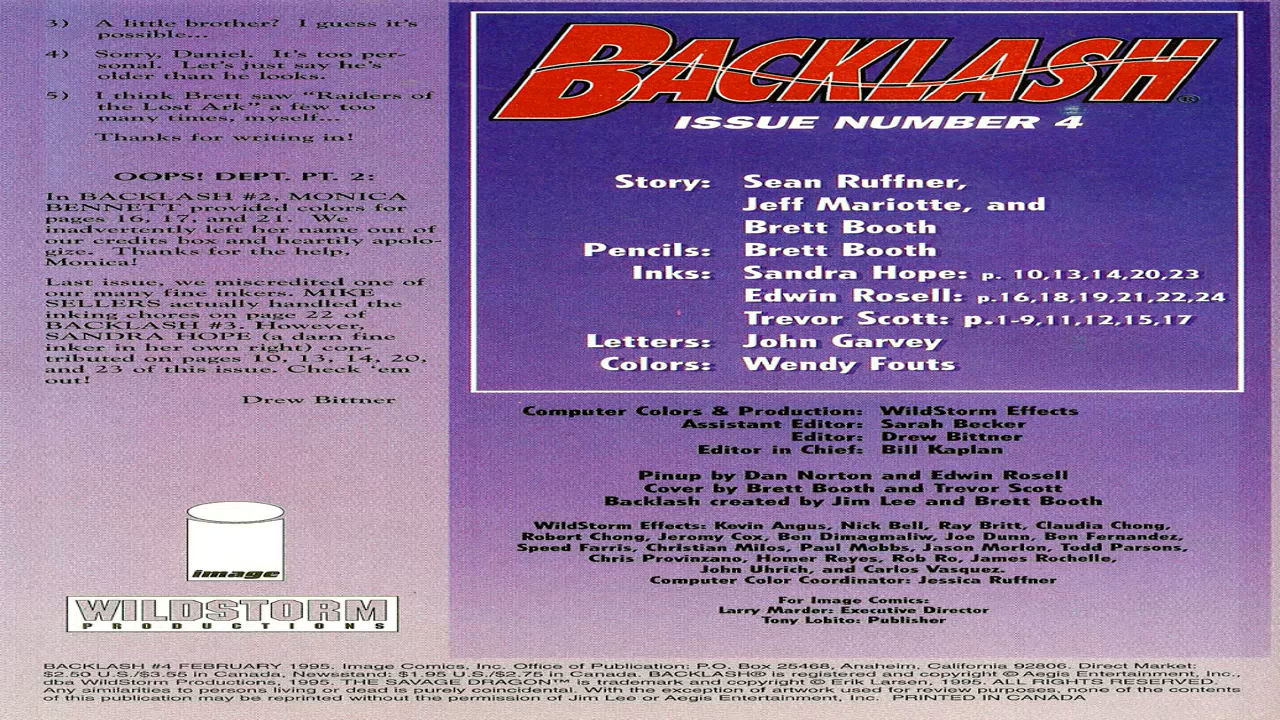 3) A little brother? I guess it's
possible...
4) Sorry, Daniel. It's too per-
sonal. Let's just say he's
older than he looks.
5) I think Brett saw "Raiders of
the Lost Ark" a few too
many times, myself...
Thanks for writing in!
OOPS! DEPT. PT. 2:
In BACKLASH #2, MONICA
BENNETT provided colors for
pages 16, 17, and 21. We
inadvertently left her name out of
our credits box and heartily apolo-
gize. Thanks for the help,
Monica!
Last issue, we miscredited one of
our many fine inkers. MIKE
SELLERS actually handled the
inking chores on page 22 of
BACKLASH #3. However,
SANDRA HOPE (a darn fine
inker in her own right) con-
tributed on pages 10, 13, 14, 20,
and 23 of this issue. Check 'em
out!
Drew Bittner
image
WILDSTORM
PRODUCTIONS
BACKLASH®
ISSUE NUMBER 4
Story: Sean Ruffner,
Jeff Mariotte, and
Brett Booth
Pencils: Brett Booth
Inks: Sandra Hope: p. 10,13,14,20,23
Edwin Rosell: p.16,18,19,21,22,24
Trevor Scott: p.1-9,11,12,15,17
Letters: John Garvey
Colors: Wendy Fouts
Computer Colors & Production: WildStorm Effects
Assistant Editor: Sarah Becker
Editor: Drew Bittner
Editor in Chief: Bill Kaplan
Pinup by Dan Norton and Edwin Rosell
Cover by Brett Booth and Trevor Scott
Backlash created by Jim Lee and Brett Booth
WildStorm Effects: Kevin Angus, Nick Bell, Ray Britt, Claudia Chong,
Robert Chong, Jeromy Cox, Ben Dimagmaliw, Joe Dunn, Ben Fernandez,
Speed Farris, Christian Milos, Paul Mobbs, Jason Morlon, Todd Parsons,
Chris Provinzano, Homer Reyes, Rob Ro, James Rochelle,
John Uhrich, and Carlos Vasquez.
Computer Color Coordinator: Jessica Ruffner
For Image Comics:
Larry Marder: Executive Director
Tony Lobito: Publisher
BACKLASH #4 FEBRUARY 1995. Image Comics, Inc. Office of Publication: P.O. Box 25468, Anaheim, California 92806. Direct Market:
$2.50 U.S./$3.55 in Canada, Newsstand: $1.95 U.S./$2.75 in Canada. BACKLASH® is registered and copyright © Aegis Entertainment, Inc.,
dba WildStorm Productions, 1995. THE SAVAGE DRAGON™ is a trademark and copyright © Erik Larsen, 1995. ALL RIGHTS RESERVED.
Any similarities to persons living or dead is purely coincidental. With the exception of artwork used for review purposes, none of the contents
of this publication may be reprinted without the permission of Jim Lee or Aegis Entertainment, Inc. PRINTED IN CANADA